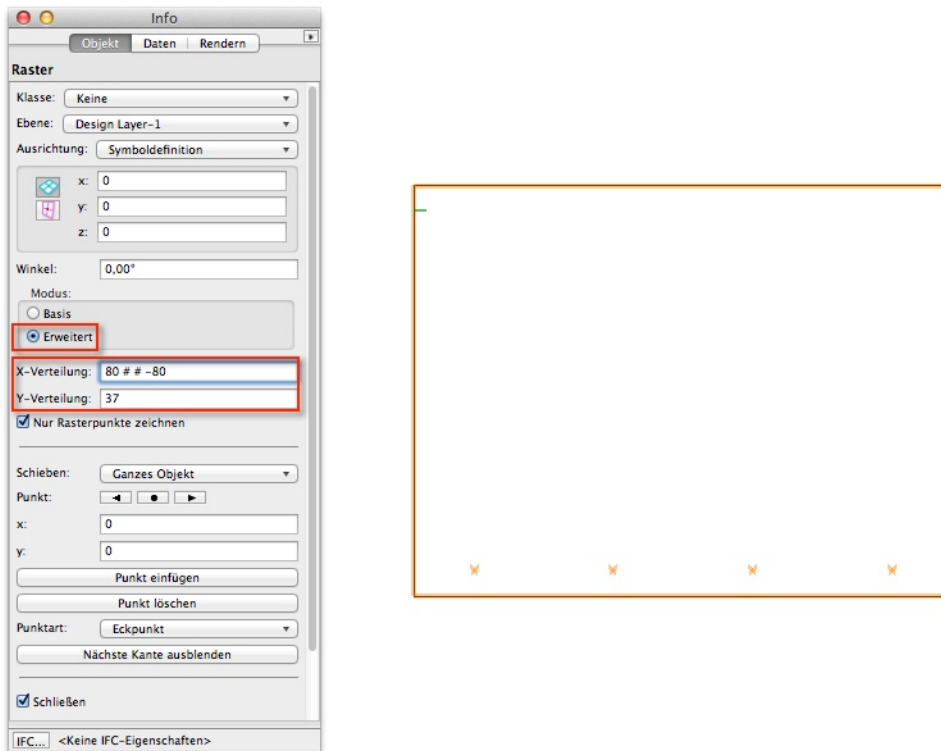 Info
Objekt Daten Rendern
Raster
Klasse: Keine
Ebene: Design Layer-1
Ausrichtung: Symboldefinition
x: 0
y: 0
z: 0
Winkel: 0,00°
Modus:
Basis
Erweitert
X-Verteilung: 80 # # -80
Y-Verteilung: 37
Nur Rasterpunkte zeichnen
Schieben: Ganzes Objekt
Punkt:
x: 0
y: 0
Punkt einfügen
Punkt löschen
Punktart: Eckpunkt
Nächste Kante ausblenden
Schließen
IFC... <Keine IFC-Eigenschaften>